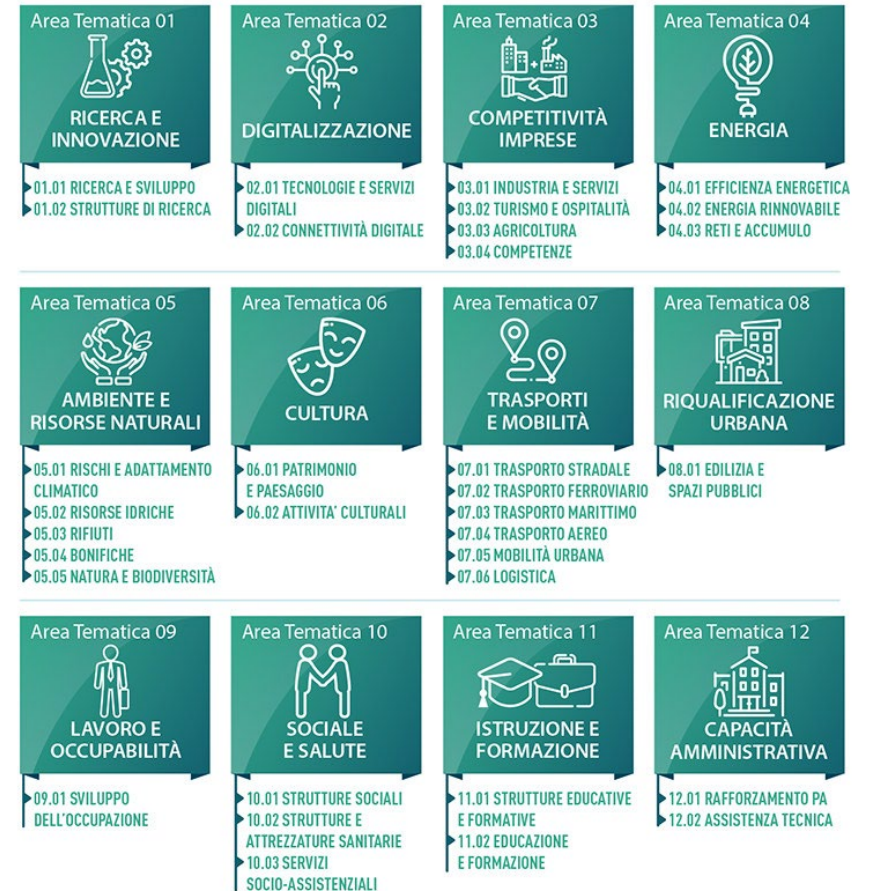 Area Tematica 01
RICERCA E
INNOVAZIONE
01.01 RICERCA E SVILUPPO
01.02 STRUTTURE DI RICERCA
Area Tematica 02
DIGITALIZZAZIONE
02.01 TECNOLOGIE E SERVIZI
DIGITALI
02.02 CONNETTIVITÀ DIGITALE
Area Tematica 03
COMPETITIVITÀ
IMPRESE
03.01 INDUSTRIA E SERVIZI
03.02 TURISMO E OSPITALITÀ
03.03 AGRICOLTURA
03.04 COMPETENZE
Area Tematica 04
ENERGIA
04.01 EFFICIENZA ENERGETICA
04.02 ENERGIA RINNOVABILE
04.03 RETI E ACCUMULO
Area Tematica 05
AMBIENTE E
RISORSE NATURALI
05.01 RISCHI E ADATTAMENTO
CLIMATICO
05.02 RISORSE IDRICHE
05.03 RIFIUTI
05.04 BONIFICHE
05.05 NATURA E BIODIVERSITÀ
Area Tematica 06
CULTURA
06.01 PATRIMONIO
E PAESAGGIO
06.02 ATTIVITA' CULTURALI
Area Tematica 07
TRASPORTI
E MOBILITÀ
07.01 TRASPORTO STRADALE
07.02 TRASPORTO FERROVIARIO
07.03 TRASPORTO MARITTIMO
07.04 TRASPORTO AEREO
07.05 MOBILITÀ URBANA
07.06 LOGISTICA
Area Tematica 08
RIQUALIFICAZIONE
URBANA
08.01 EDILIZIA E
SPAZI PUBBLICI
Area Tematica 09
LAVORO E
OCCUPABILITÀ
09.01 SVILUPPO
DELL'OCCUPAZIONE
Area Tematica 10
SOCIALE
E SALUTE
10.01 STRUTTURE SOCIALI
10.02 STRUTTURE E
ATTREZZATURE SANITARIE
10.03 SERVIZI
SOCIO-ASSISTENZIALI
Area Tematica 11
ISTRUZIONE E
FORMAZIONE
11.01 STRUTTURE EDUCATIVE
E FORMATIVE
11.02 EDUCAZIONE
E FORMAZIONE
Area Tematica 12
CAPACITÀ
AMMINISTRATIVA
12.01 RAFFORZAMENTO PA
12.02 ASSISTENZA TECNICA